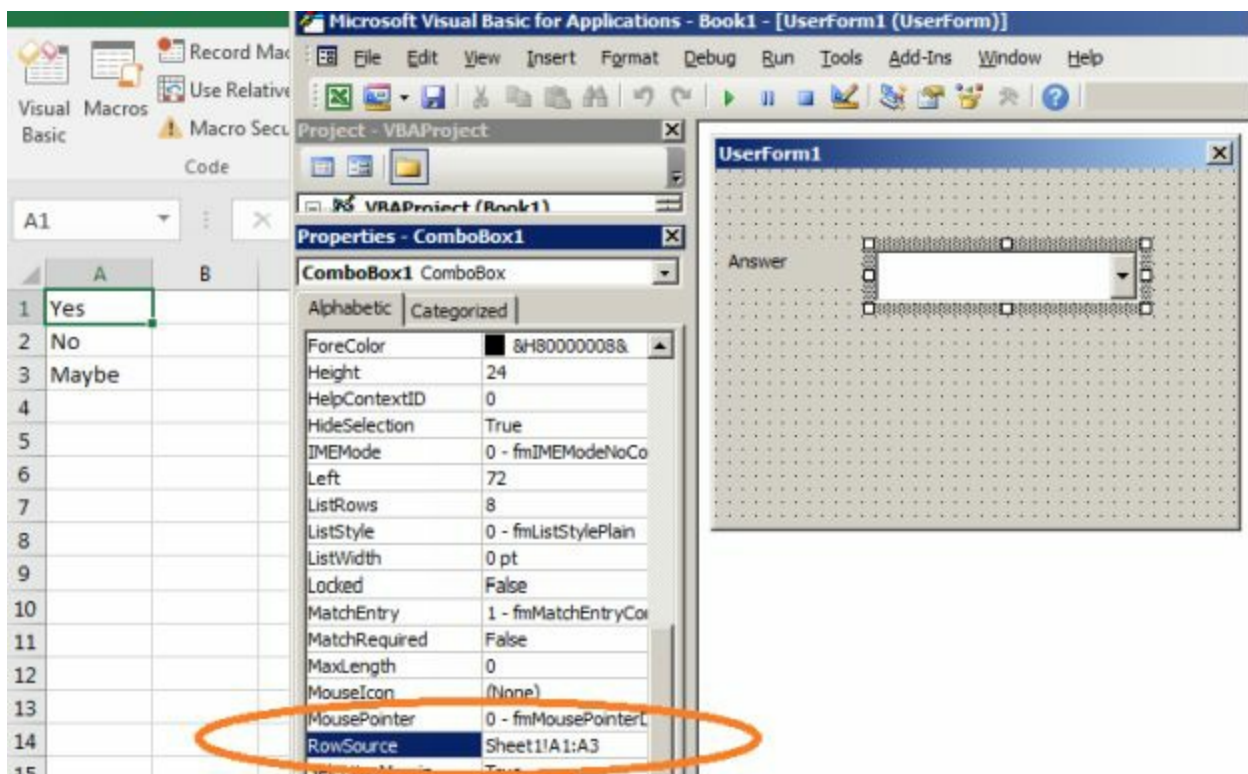 Microsoft Visual Basic for Applications - Book1 - [UserForm1 (UserForm)]
File Edit View Insert Format Debug Run Tools Add-Ins Window Help
Record Mac
Use Relative
Macro Secu
Visual Basic
Macros
Code
Project - VBAProject
VBAProject (Book1)
A1
Properties - ComboBox1
ComboBox1 ComboBox
Alphabetic Categorized
A B
1 Yes
2 No
3 Maybe
4
5
6
7
8
9
10
11
12
13
14
15
ForeColor &H80000008&
Height 24
HelpContextID 0
HideSelection True
IMEMode 0 - fmIMEModeNoCo
Left 72
ListRows 8
ListStyle 0 - fmListStylePlain
ListWidth 0 pt
Locked False
MatchEntry 1 - fmMatchEntryCo
MatchRequired False
MaxLength 0
MouseIcon (None)
MousePointer 0 - fmMousePointerD
RowSource Sheet1!A1:A3
True
UserForm1
Answer